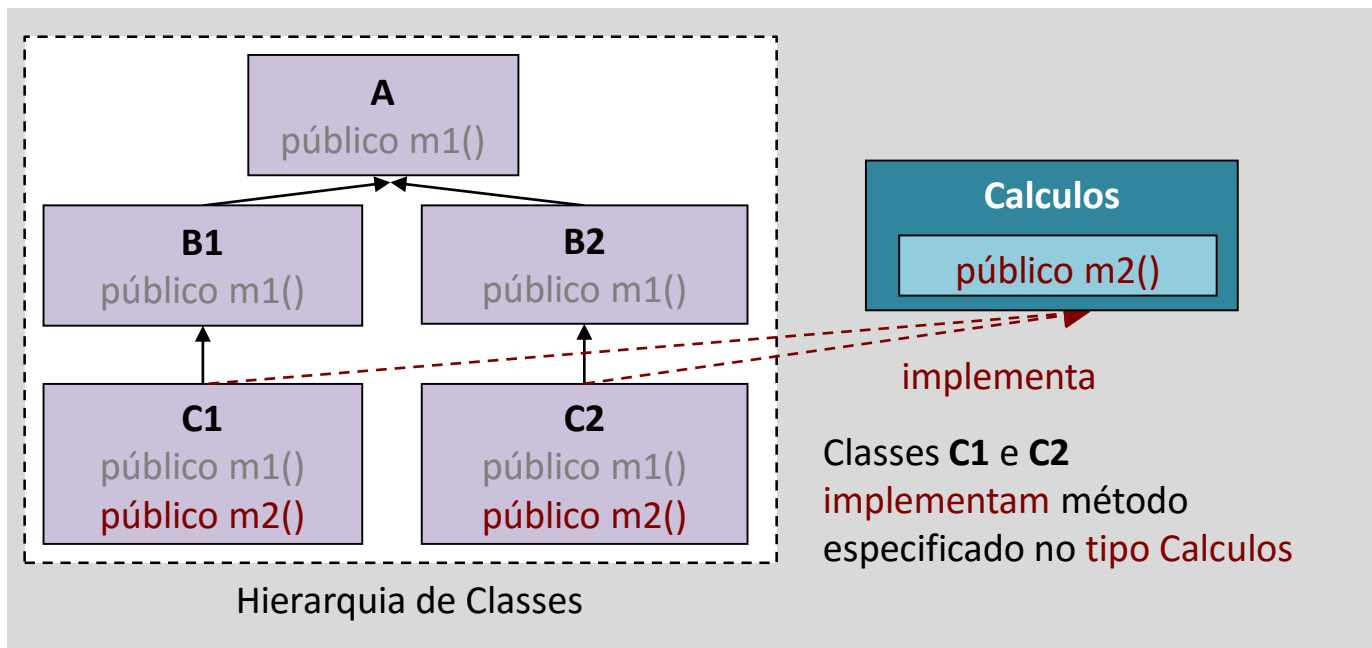 A
público m1()
B1
público m1()
B2
público m1()
C1
público m1()
público m2()
C2
público m1()
público m2()
Hierarquia de Classes
Calculos
público m2()
implementa
Classes C1 e C2
implementam método
especificado no tipo Calculos